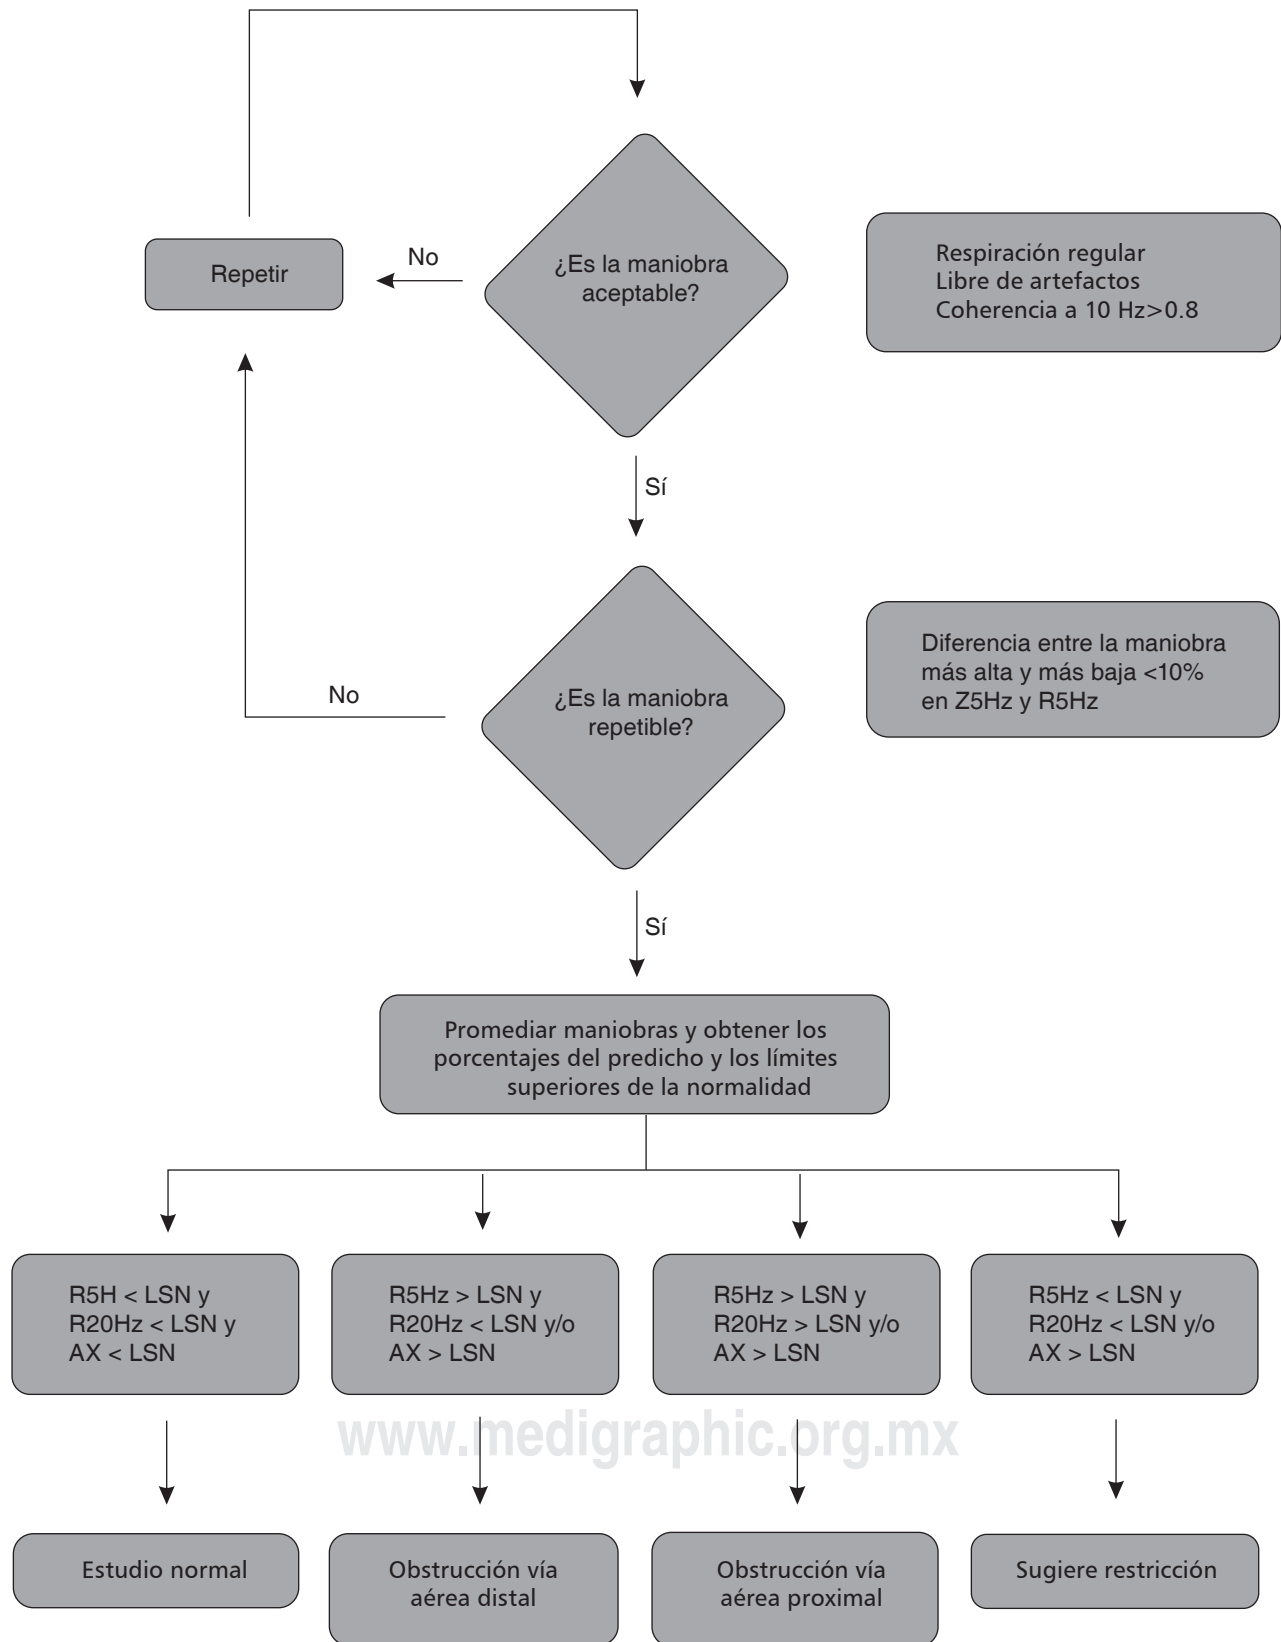 ¿Es la maniobra
aceptable?
No
Repetir
Respiración regular
Libre de artefactos
Coherencia a 10 Hz>0.8
Sí
¿Es la maniobra
repetible?
No
Diferencia entre la maniobra
más alta y más baja <10%
en Z5Hz y R5Hz
Sí
Promediar maniobras y obtener los
porcentajes del predicho y los límites
superiores de la normalidad
R5H < LSN y
R20Hz < LSN y
AX < LSN
R5Hz > LSN y
R20Hz < LSN y/o
AX > LSN
R5Hz > LSN y
R20Hz > LSN y/o
AX > LSN
R5Hz < LSN y
R20Hz < LSN y/o
AX > LSN
www.medigraphic.org.mx
Estudio normal
Obstrucción vía
aérea distal
Obstrucción vía
aérea proximal
Sugiere restricción